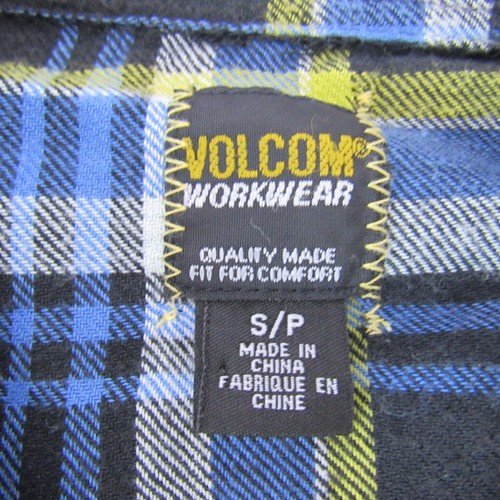 VOLCOM®
WORKWEAR
QUALITY MADE
FIT FOR COMFORT
S/P
MADE IN
CHINA
FABRIQUE EN
CHINE